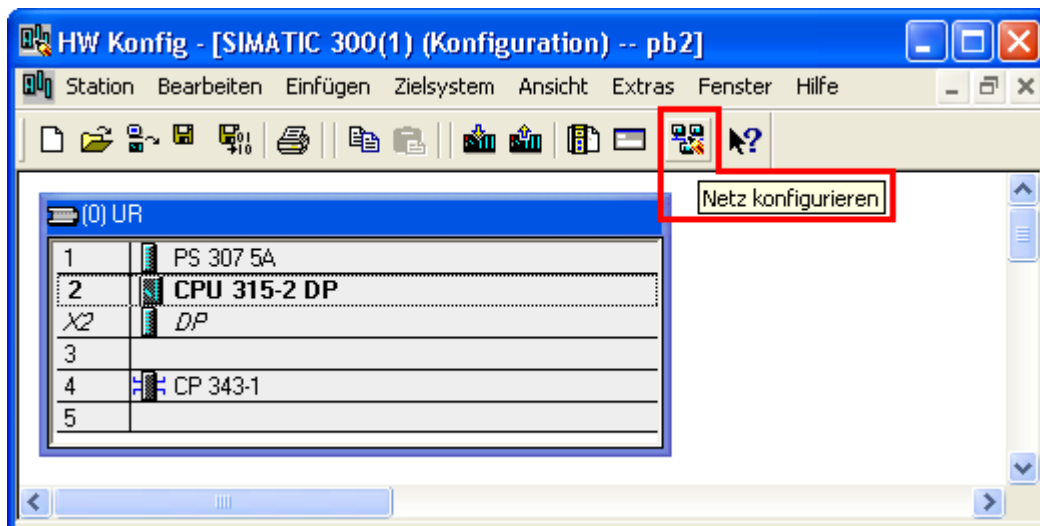 HW Konfig - [SIMATIC 300(1) (Konfiguration) -- pb2]
Station Bearbeiten Einfügen Zielsystem Ansicht Extras Fenster Hilfe
Netz konfigurieren
(0) UR
1 PS 307 5A
2 CPU 315-2 DP
X2 DP
3
4 CP 343-1
5